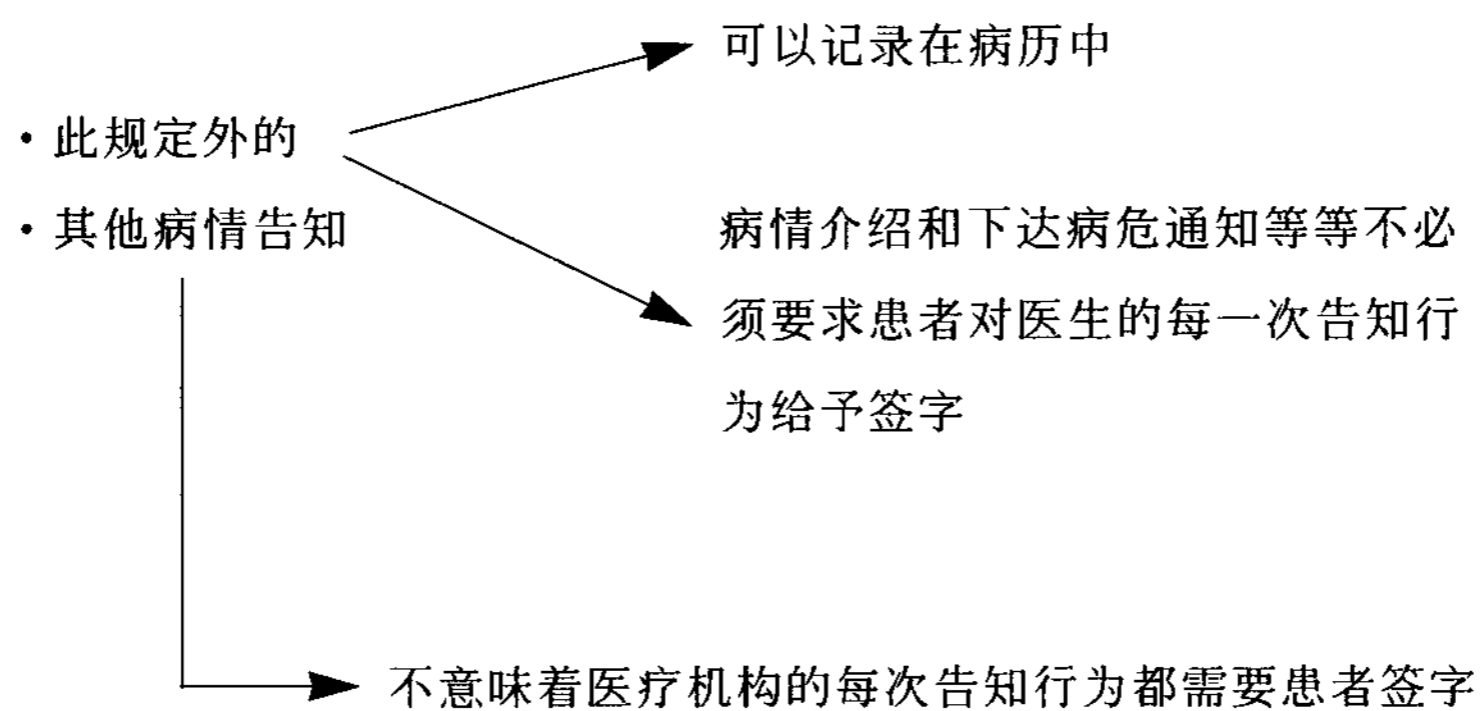 可以记录在病历中
·此规定外的
·其他病情告知
病情介绍和下达病危通知等等不必
须要求患者对医生的每一次告知行
为给予签字
不意味着医疗机构的每次告知行为都需要患者签字